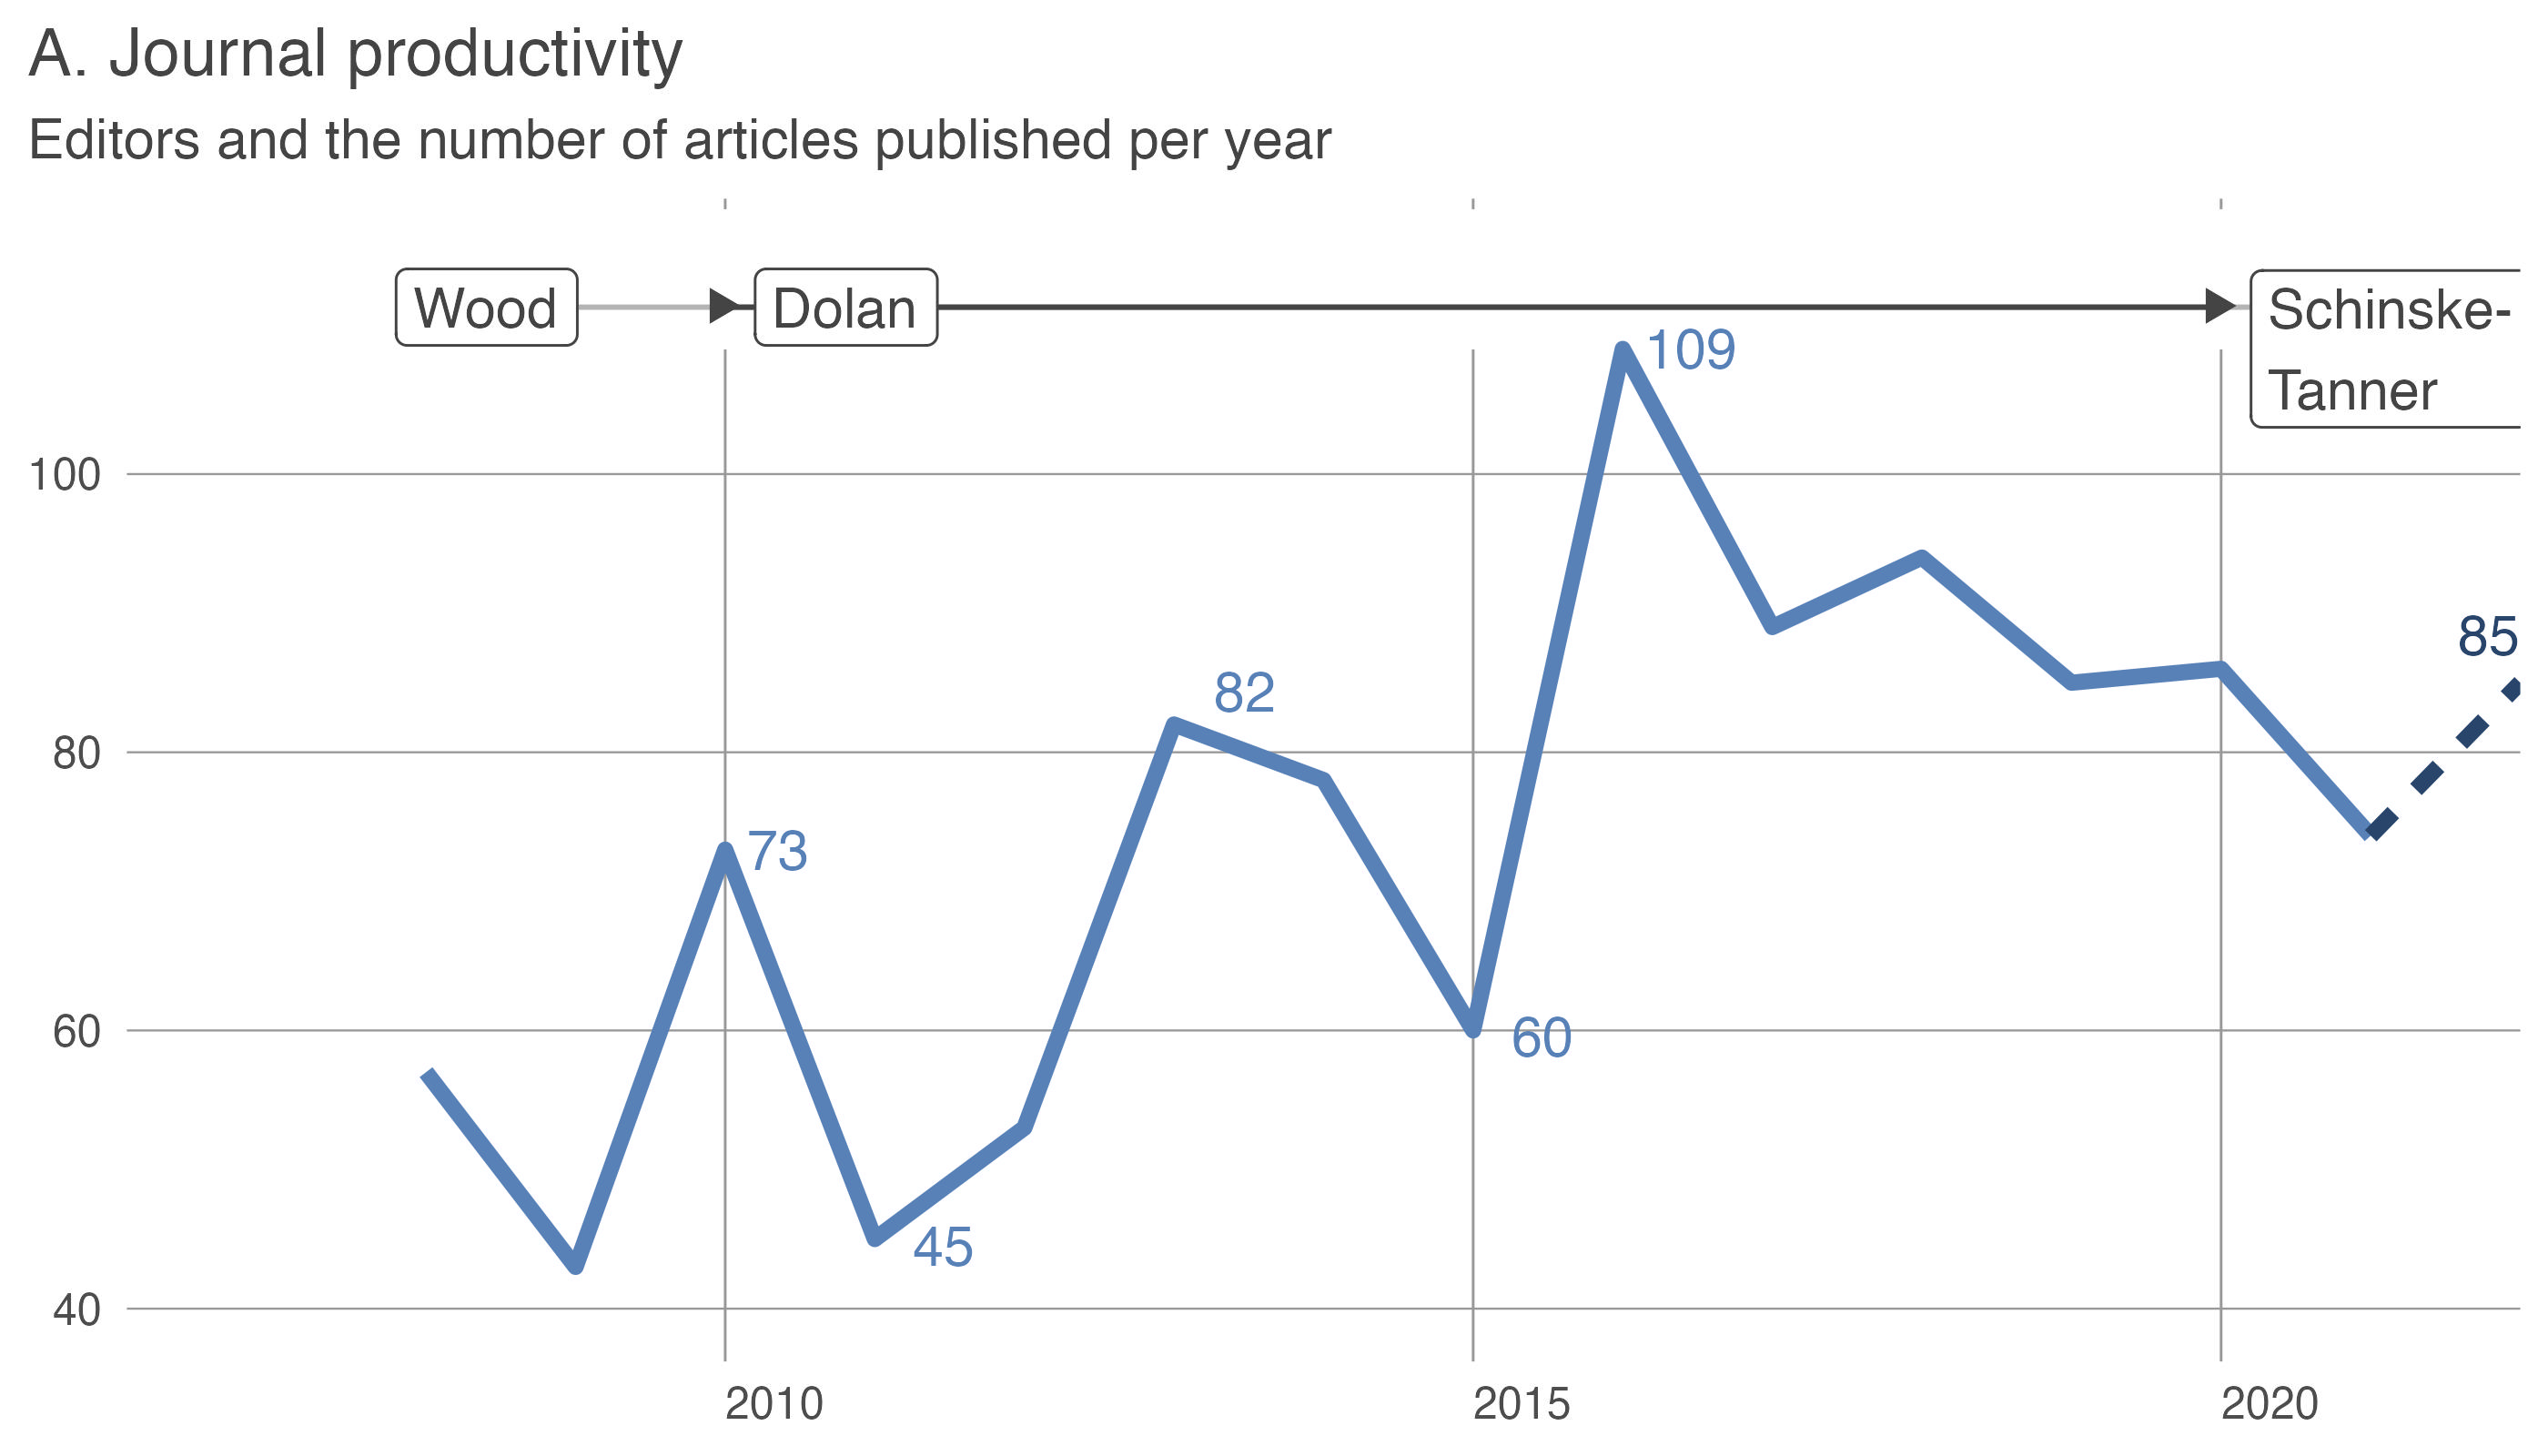 A. Journal productivity
Editors and the number of articles published per year
Wood
Dolan
Schinske-
Tanner
109
100
85
82
80
73
60
60
45
40
2010
2015
2020